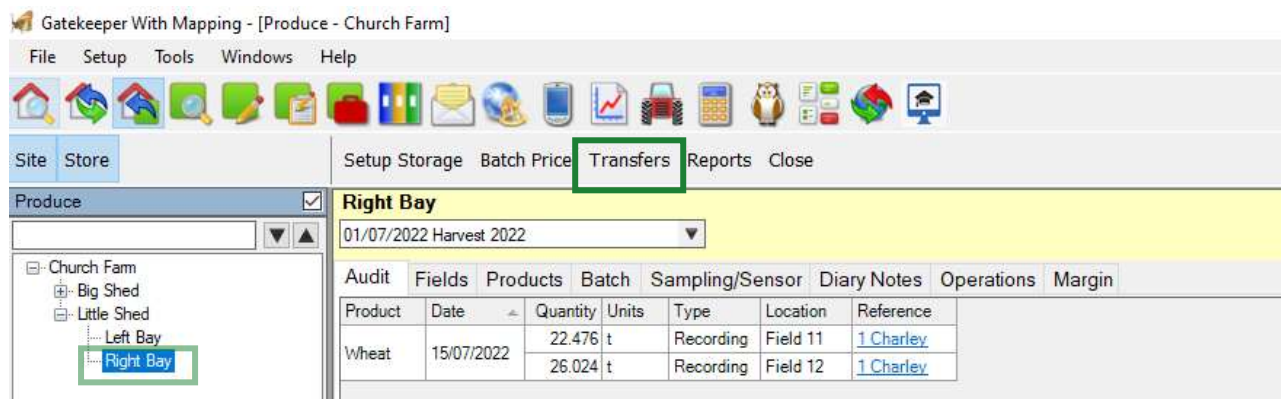 Gatekeeper With Mapping - [Produce - Church Farm]
File Setup Tools Windows Help
Site Store Setup Storage Batch Price Transfers Reports Close
Produce
Right Bay
01/07/2022 Harvest 2022
Church Farm
Big Shed
Little Shed
Left Bay
Right Bay
Audit Fields Products Batch Sampling/Sensor Diary Notes Operations Margin
Product Date Quantity Units Type Location Reference
Wheat 15/07/2022 22.476 t Recording Field 11 1 Charley
26.024 t Recording Field 12 1 Charley